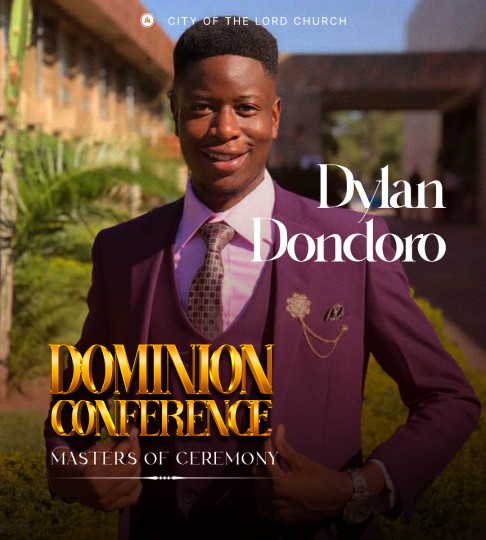 CITY OF THE LORD CHURCH
Dylan
Dondoro
DOMINION
CONFERENCE
MASTERS OF CEREMONY